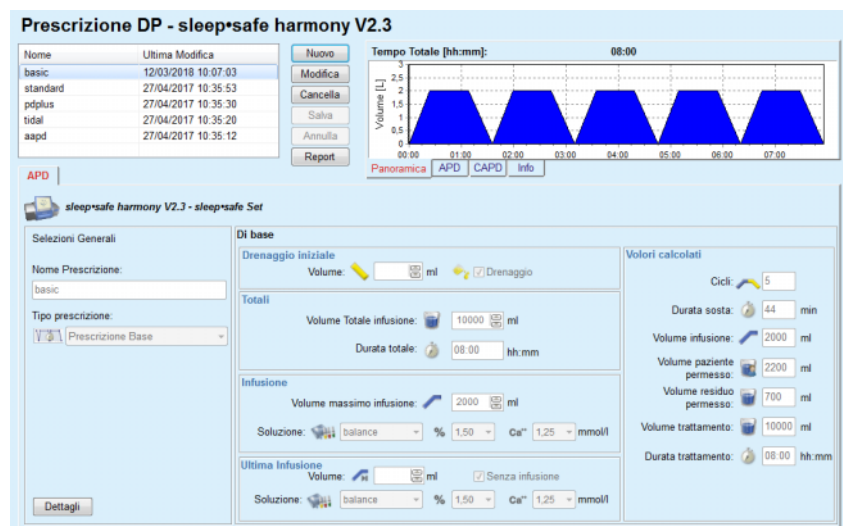 Prescrizione DP - sleep•safe harmony V2.3
Nome Ultima Modifica
basic 12/03/2018 10:07:03
standard 27/04/2017 10:35:53
pdplus 27/04/2017 10:35:30
tidal 27/04/2017 10:35:20
aapd 27/04/2017 10:35:12
Nuovo
Modifica
Cancella
Salva
Annulla
Report
Tempo Totale [hh:mm]: 08:00
Volume [L]
3
2,5
2
1,5
1
0,5
0
00:00 01:00 02:00 03:00 04:00 05:00 06:00 07:00
Panoramica APD CAPD Info
APD
sleep•safe harmony V2.3 - sleep•safe Set
Selezioni Generali
Nome Prescrizione:
basic
Tipo prescrizione:
Prescrizione Base
Dettagli
Di base
Drenaggio iniziale
Volume: ml Drenaggio
Totali
Volume Totale infusione: 10000 ml
Durata totale: 08:00 hh:mm
Infusione
Volume massimo infusione: 2000 ml
Soluzione: balance % 1,50 Ca⁺⁺ 1,25 mmol/l
Ultima Infusione
Volume: ml Senza infusione
Soluzione: balance % 1,50 Ca⁺⁺ 1,25 mmol/l
Volori calcolati
Cicli: 5
Durata sosta: 44 min
Volume infusione: 2000 ml
Volume paziente
permesso: 2200 ml
Volume residuo
permesso: 700 ml
Volume trattamento: 10000 ml
Durata trattamento: 08:00 hh:mm